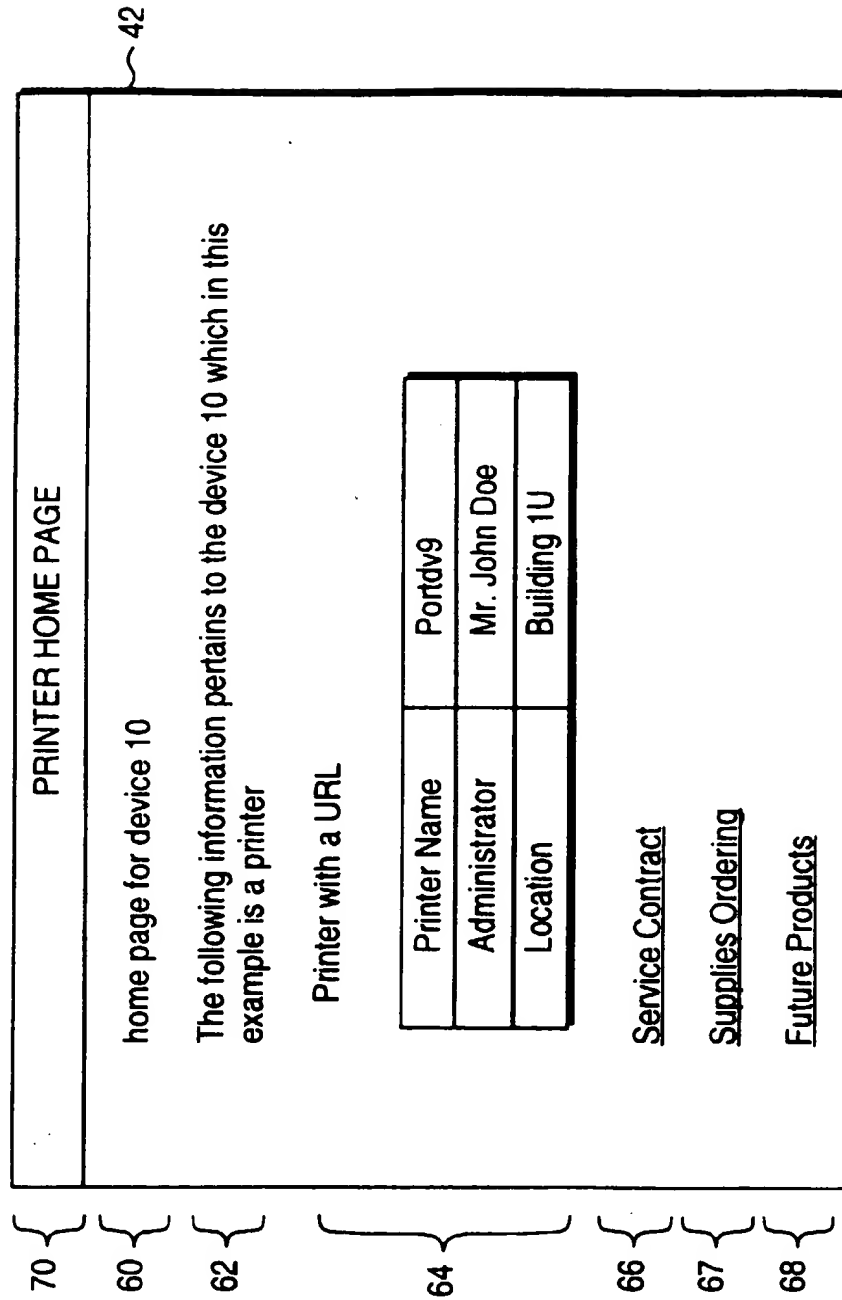 PRINTER HOME PAGE
42
70
home page for device 10
60
The following information pertains to the device 10 which in this
example is a printer
62
Printer with a URL
Printer Name Portdv9
Administrator Mr. John Doe
Location Building 1U
64
Service Contract
66
Supplies Ordering
67
Future Products
68